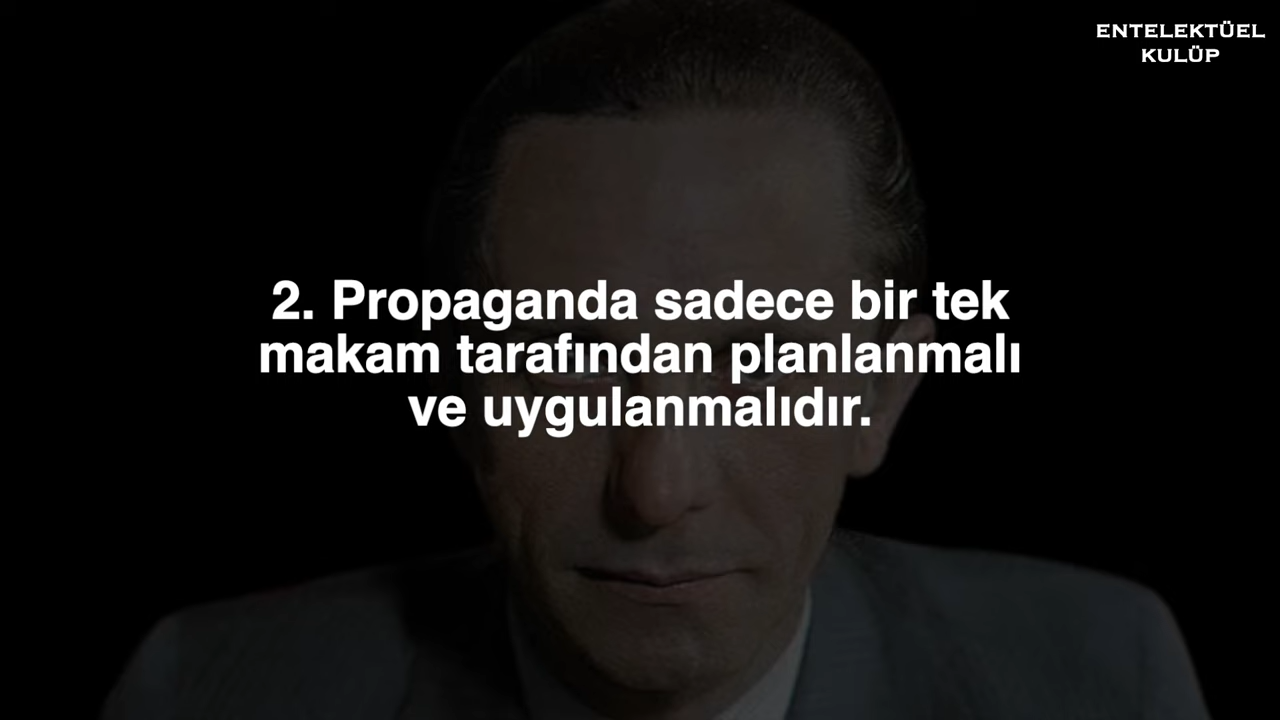 ENTELEKTÜEL
KULÜP
2. Propaganda sadece bir tek
makam tarafından planlanmalı
ve uygulanmalıdır.